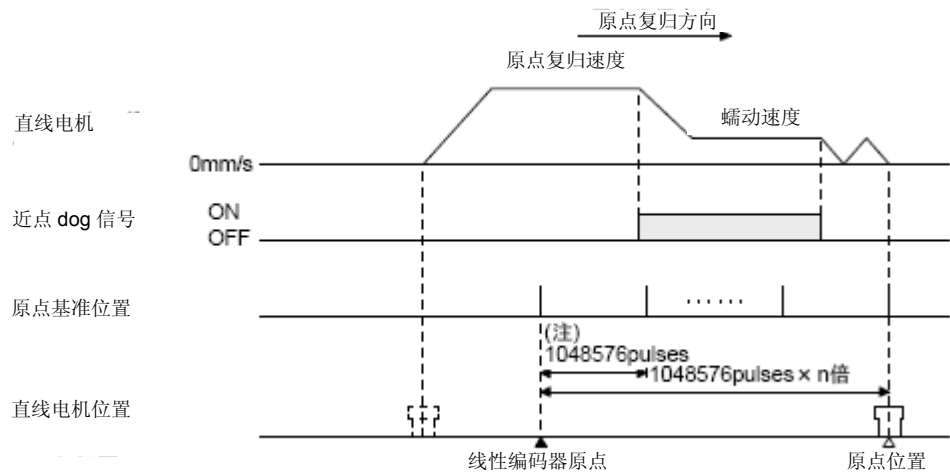 原点复归方向
原点复归速度
直线电机
蠕动速度
0mm/s
近点 dog 信号
ON
OFF
原点基准位置
......
(注)
1048576pulses
1048576pulses × n倍
直线电机位置
线性编码器原点
原点位置